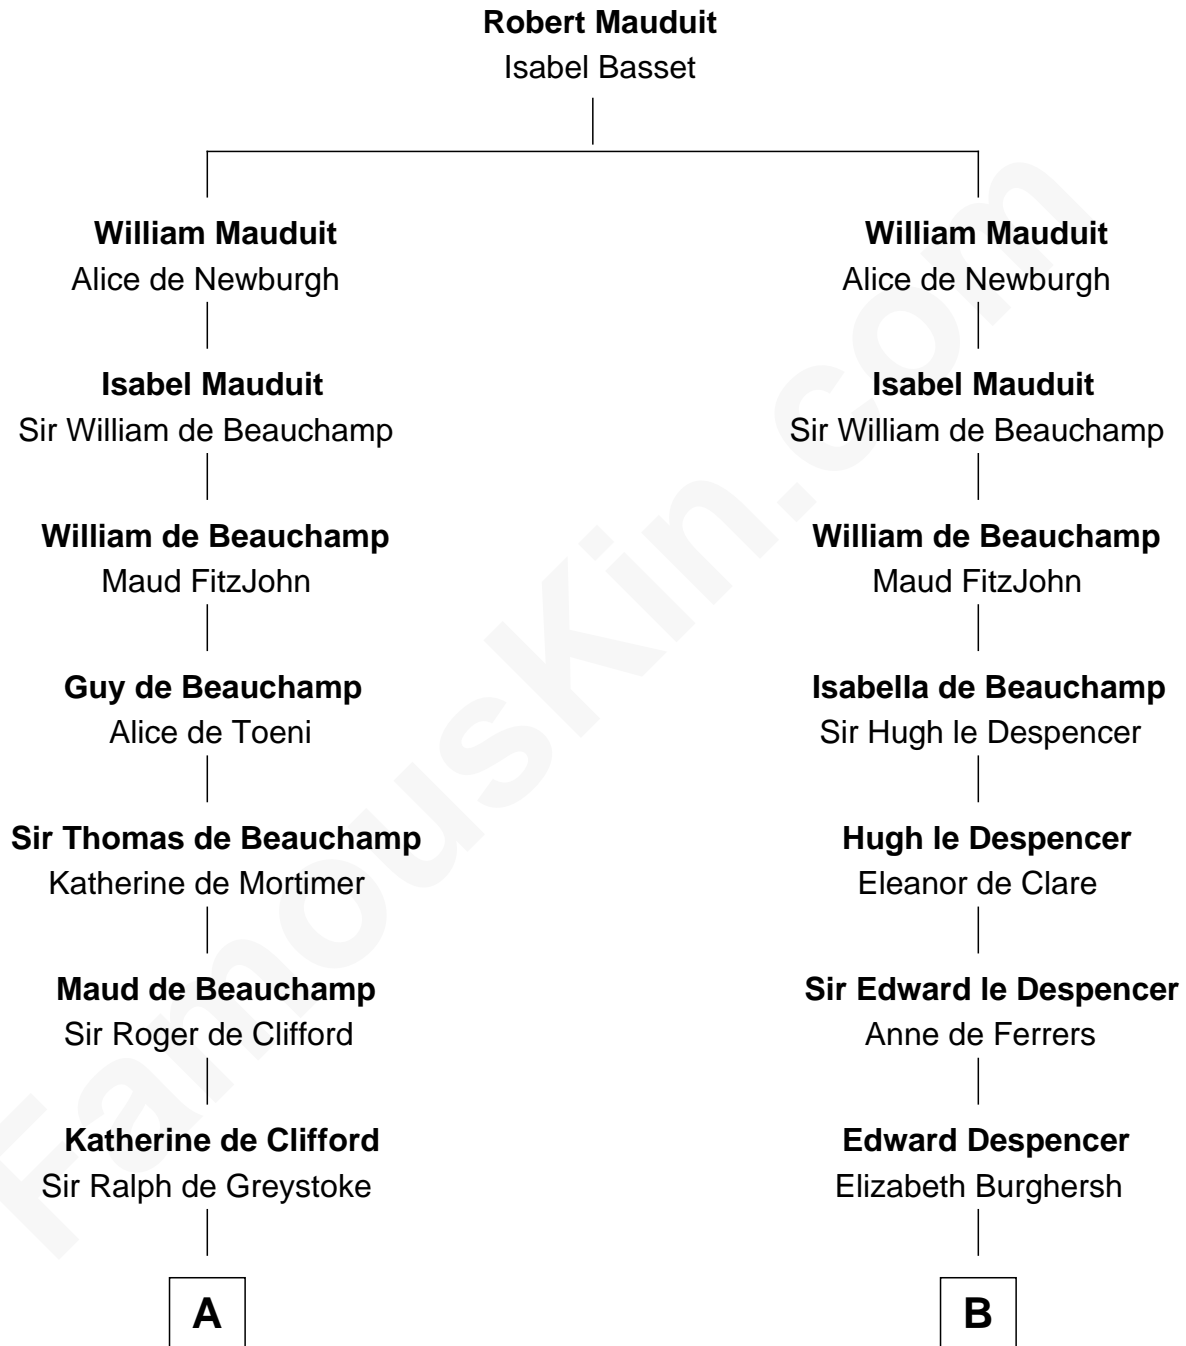 Robert Mauduit
Isabel Basset
William Mauduit
Alice de Newburgh
William Mauduit
Alice de Newburgh
Isabel Mauduit
Sir William de Beauchamp
Isabel Mauduit
Sir William de Beauchamp
William de Beauchamp
Maud FitzJohn
William de Beauchamp
Maud FitzJohn
Guy de Beauchamp
Alice de Toeni
Isabella de Beauchamp
Sir Hugh le Despencer
Sir Thomas de Beauchamp
Katherine de Mortimer
Hugh le Despencer
Eleanor de Clare
Maud de Beauchamp
Sir Roger de Clifford
Sir Edward le Despencer
Anne de Ferrers
Katherine de Clifford
Sir Ralph de Greystoke
Edward Despencer
Elizabeth Burghersh
A
B
FamousKin.com